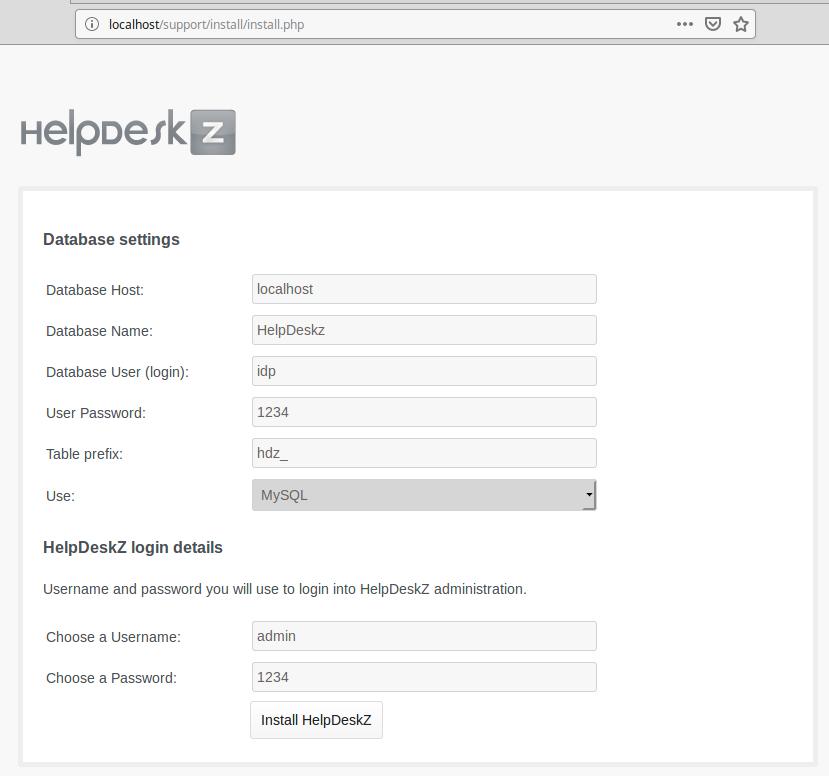 localhost/support/install/install.php
HelpDesk Z
Database settings
Database Host: localhost
Database Name: HelpDeskz
Database User (login): idp
User Password: 1234
Table prefix: hdz_
Use: MySQL
HelpDeskZ login details
Username and password you will use to login into HelpDeskZ administration.
Choose a Username: admin
Choose a Password: 1234
Install HelpDeskZ